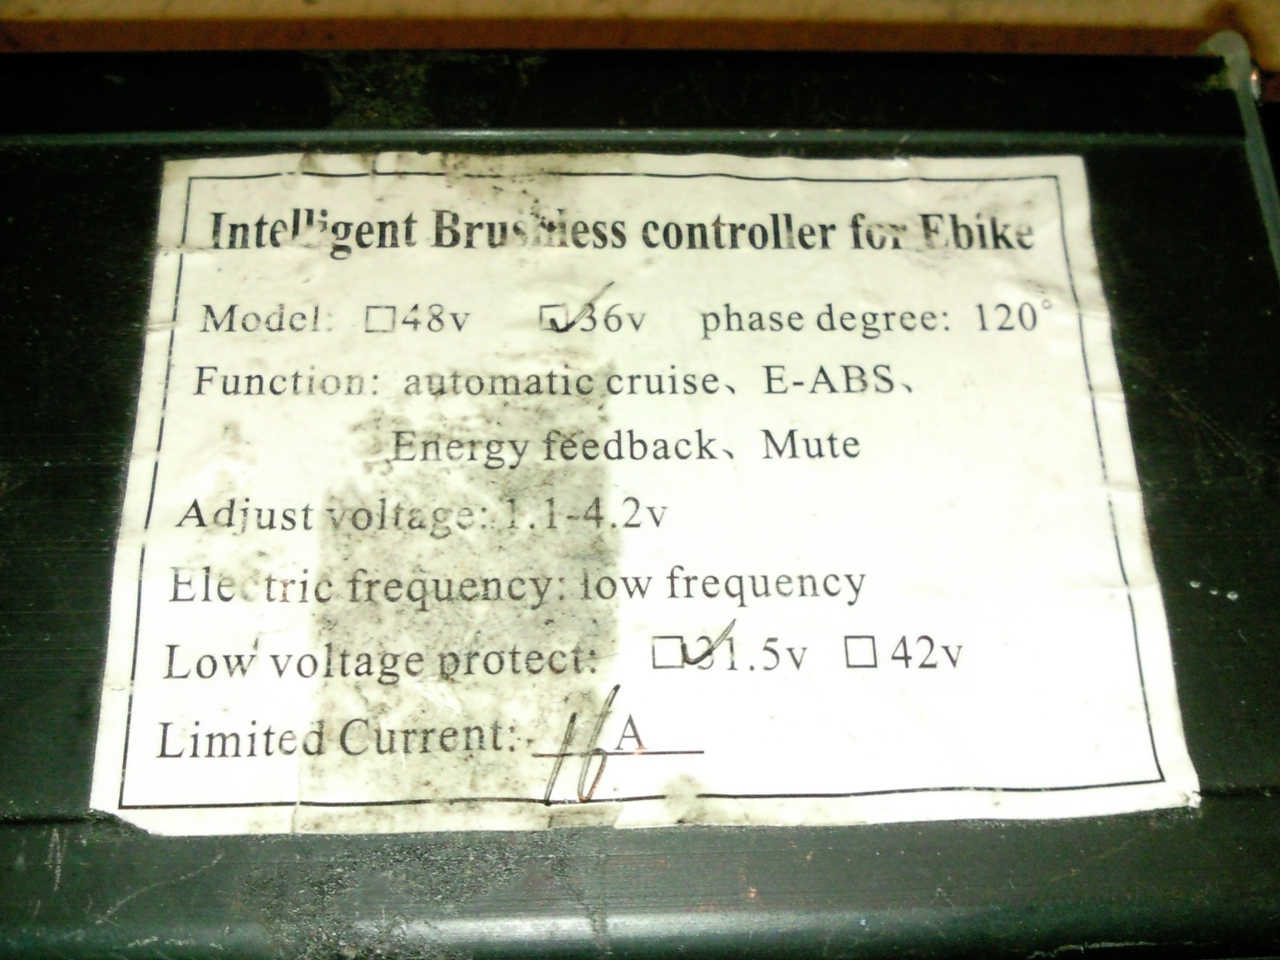 Intelligent Brushless controller for Ebike
Model: □48v ☑36v phase degree: 120°
Function: automatic cruise、E-ABS、
Energy feedback、Mute
Adjust voltage: 1.1-4.2v
Electric frequency: low frequency
Low voltage protect: ☑31.5v □42v
Limited Current: 16 A